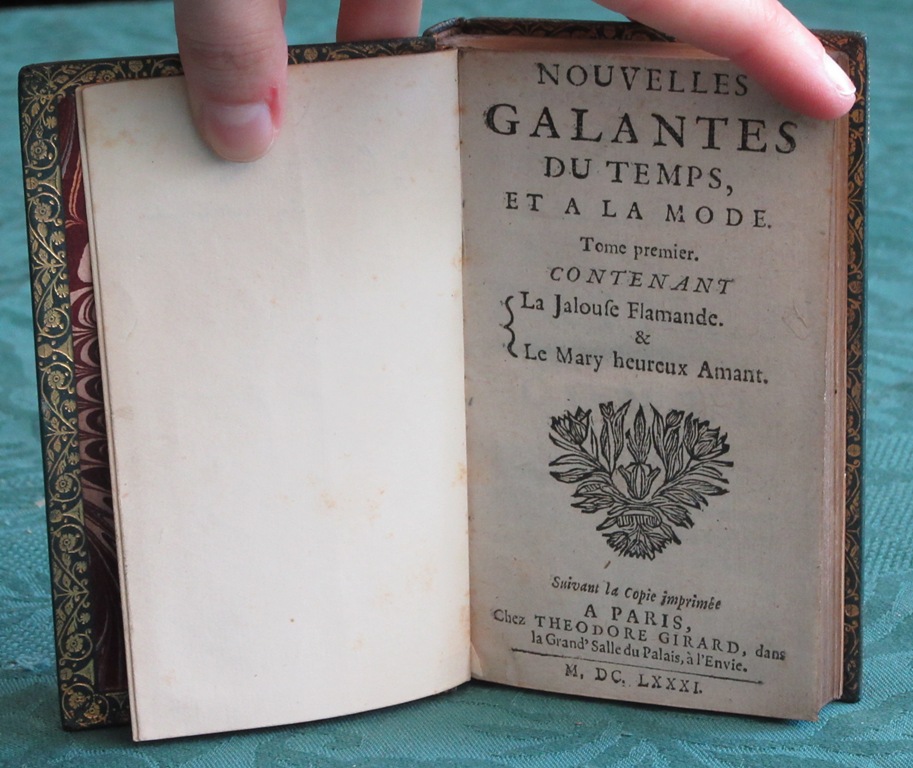 NOUVELLES
GALANTES
DU TEMPS,
ET A LA MODE.
Tome premier.
CONTENANT
La Jalouſe Flamande.
&
Le Mary heureux Amant.
Suivant la Copie imprimée
A PARIS,
Chez THEODORE GIRARD, dans
la Grand' Salle du Palais, à l'Envie.
M. DC. LXXXI.